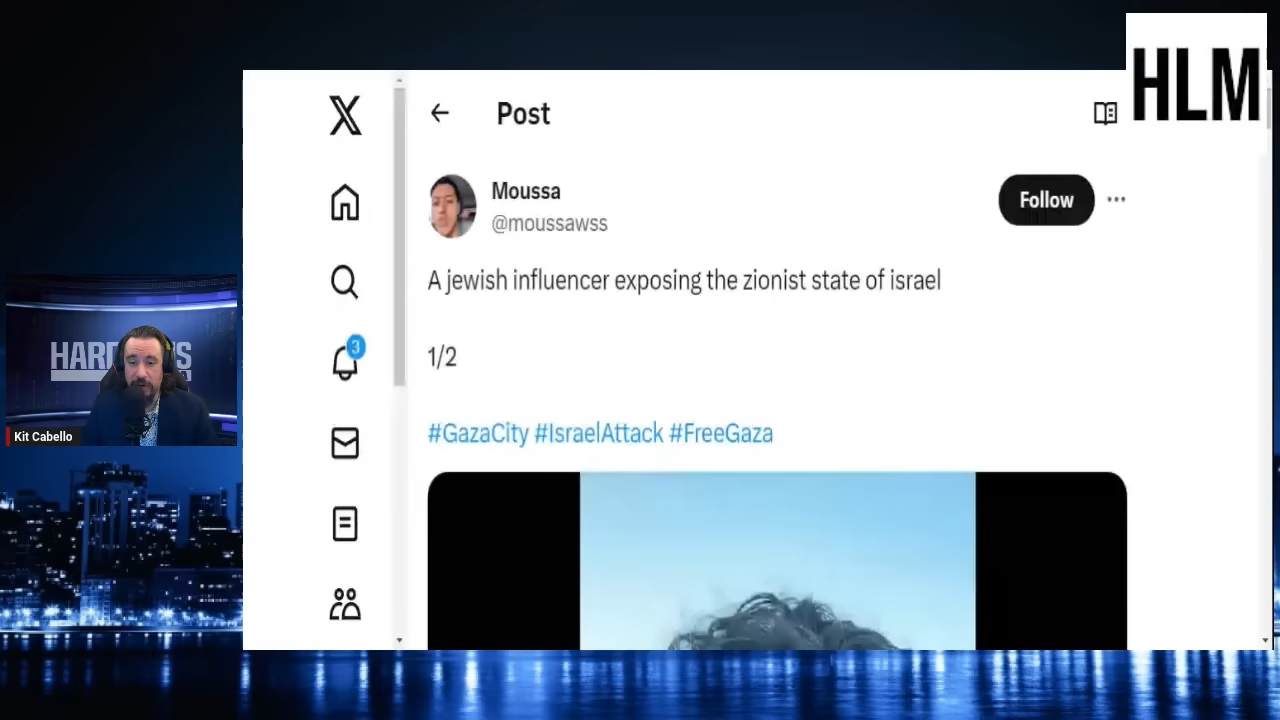 HLM
Post
Moussa
@moussawss
Follow
A jewish influencer exposing the zionist state of israel
1/2
#GazaCity #IsraelAttack #FreeGaza
3
Kit Cabello